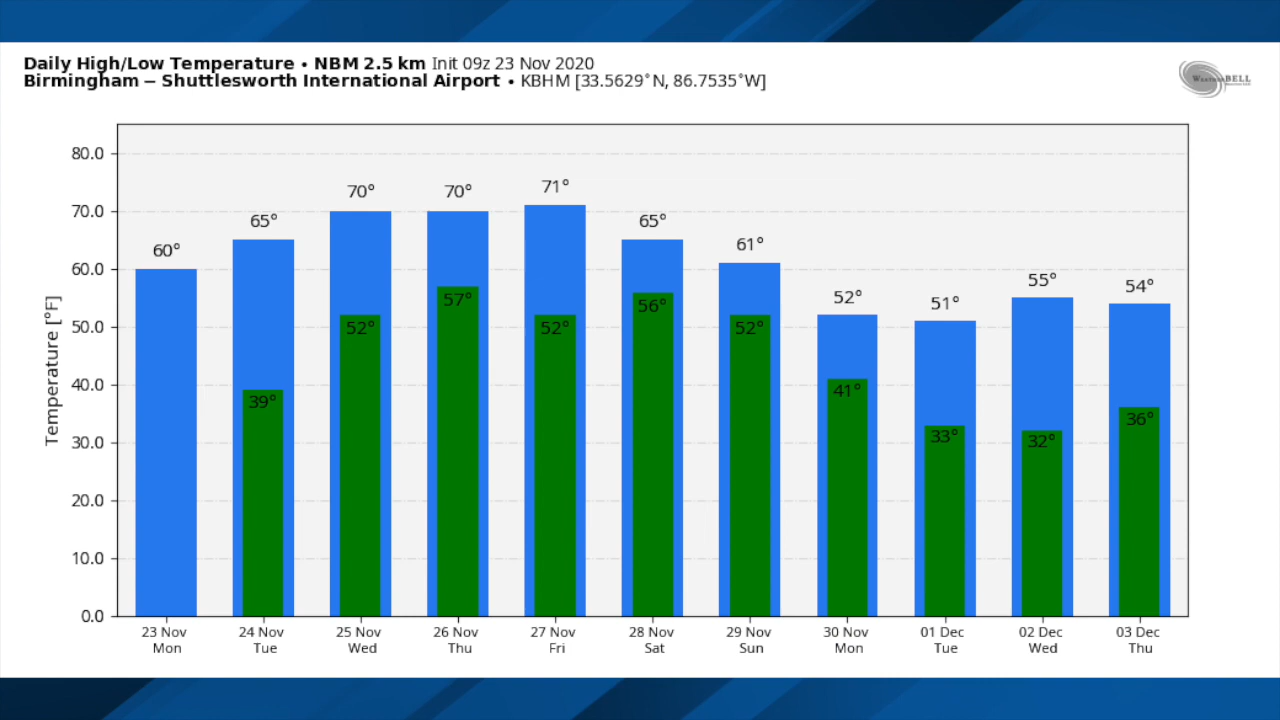 Daily High/Low Temperature • NBM 2.5 km Init 09z 23 Nov 2020
Birmingham – Shuttlesworth International Airport • KBHM [33.5629°N, 86.7535°W]
WeatherBELL
80.0
70.0
60.0
50.0
40.0
30.0
20.0
10.0
0.0
Temperature [°F]
60°
65°
70°
70°
71°
65°
61°
52°
51°
55°
54°
39°
52°
57°
52°
56°
52°
41°
33°
32°
36°
23 Nov
Mon
24 Nov
Tue
25 Nov
Wed
26 Nov
Thu
27 Nov
Fri
28 Nov
Sat
29 Nov
Sun
30 Nov
Mon
01 Dec
Tue
02 Dec
Wed
03 Dec
Thu